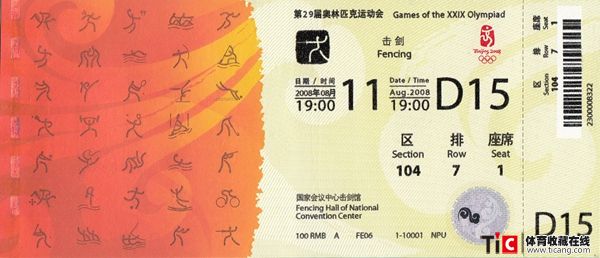 第29届奥林匹克运动会 Games of the XXIX Olympiad
击剑
Fencing
Beijing 2008
日期 / 时间
2008年08月
19:00
11
Date / Time
Aug.2008
19:00
D15
区 排 座席
Section Row Seat
104 7 1
国家会议中心击剑馆
Fencing Hall of National
Convention Center
100 RMB A FE06 1-10001 NPU
座席 Seat 1
排 Row 7
区 Section 104
2300008322
D15
TiC 体育收藏在线
www.ticang.com